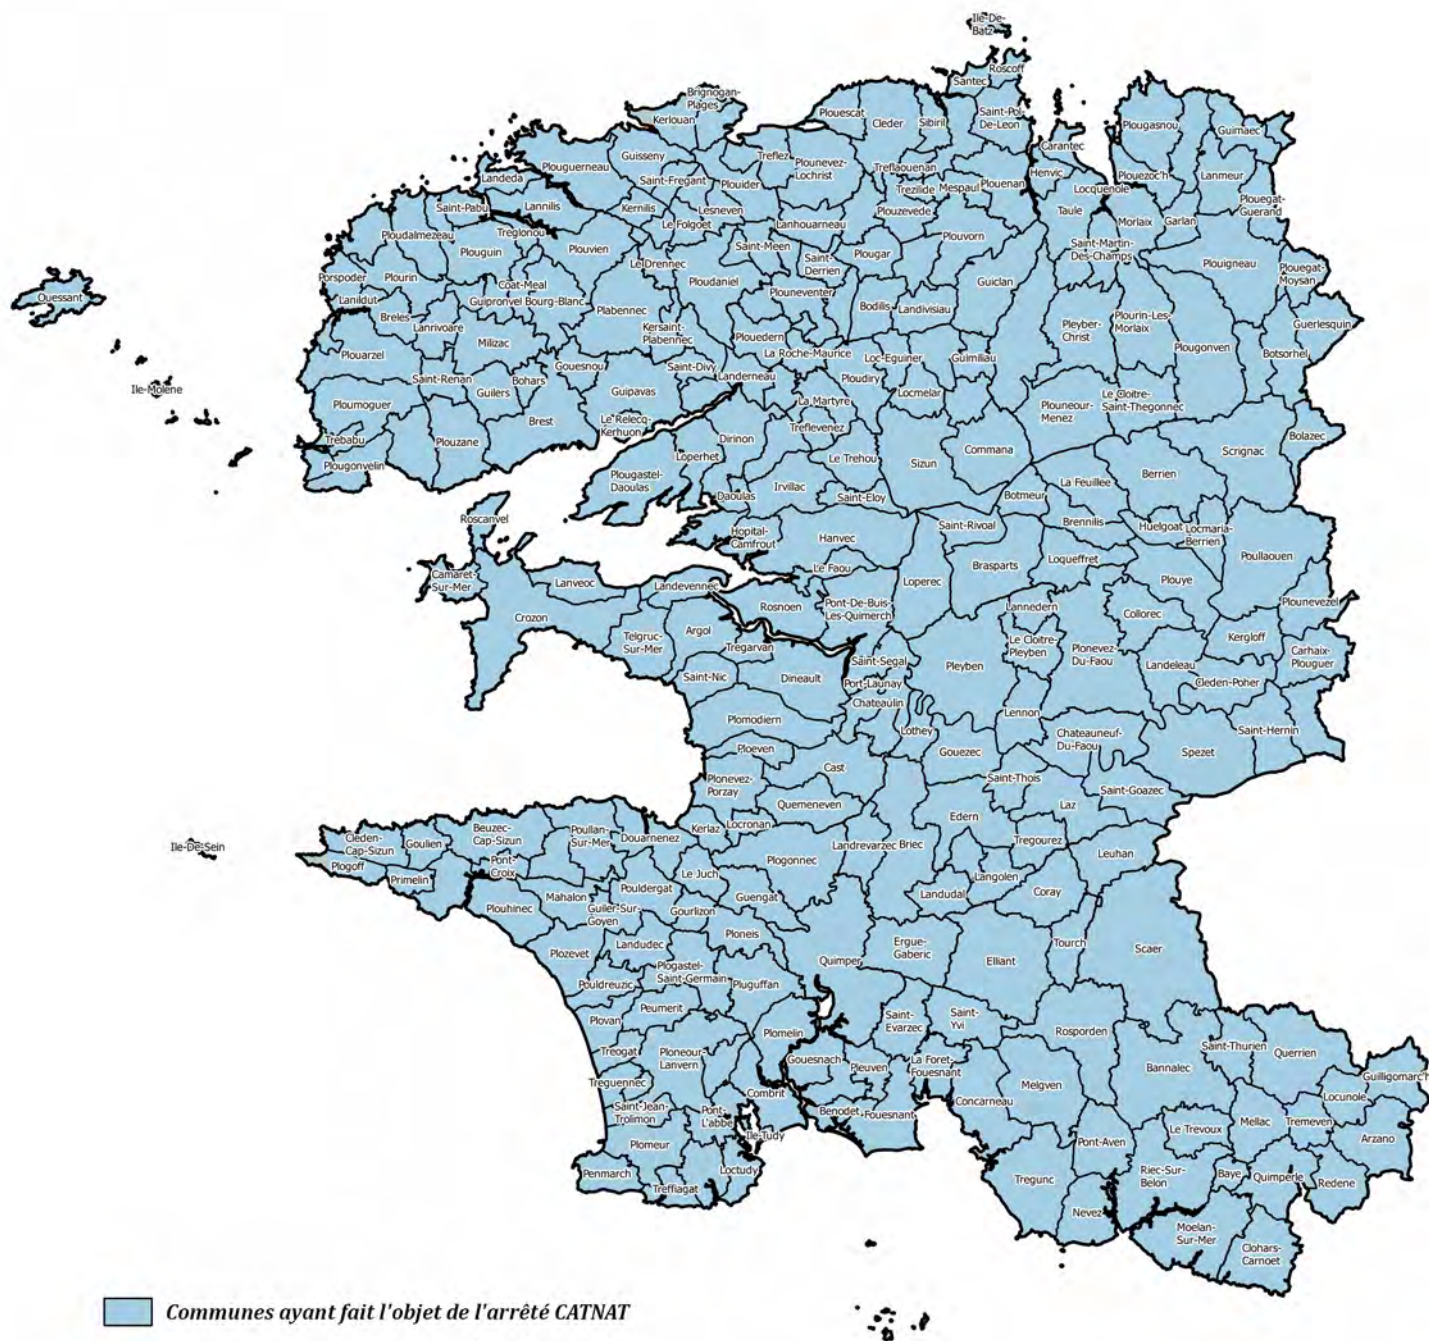 Ile-De-
Batz
Roscoff
Santec
Brignogan-
Plages
Kerlouan
Plouescat
Cleder
Sibiril
Saint-Pol-
De-Leon
Plougasnou
Guimaec
Carantec
Plouguerneau
Guisseny
Treflez
Plounevez-
Lochrist
Treflaouenan
Henvic
Plouezoc'h
Lanmeur
Landeda
Saint-Fregant
Plouider
Trezilide
Mespaul
Plouenan
Locquenole
Plouegat-
Guerand
Saint-Pabu
Lannilis
Kernilis
Lesneven
Le Folgoet
Lanhouarneau
Plouzevede
Taule
Morlaix
Garlan
Ploudalmezeau
Treglonou
Plouguin
Plouvien
Saint-Meen
Saint-
Derrien
Plougar
Plouvorn
Saint-Martin-
Des-Champs
Le Drennec
Plouigneau
Plouegat-
Moysan
Ouessant
Porspoder
Plourin
Coat-Meal
Ploudaniel
Plouneventer
Guiclan
Lanildut
Guipronvel
Bourg-Blanc
Plabennec
Bodilis
Landivisiau
Breles
Lanrivoare
Milizac
Kersaint-
Plabennec
Plouedern
Pleyber-
Christ
Plourin-Les-
Morlaix
Guerlesquin
Plouarzel
La Roche-Maurice
Loc-Eguiner
Guimiliau
Plougonven
Botsorhel
Gouesnou
Saint-Divy
Landerneau
Ploudiry
Ile-Molene
Saint-Renan
Bohars
Guilers
Guipavas
Locmelar
Ploumoguer
La Martyre
Plouneour-
Menez
Le Cloitre-
Saint-Thegonnec
Brest
Le Relecq-
Kerhuon
Treflevenez
Trebabu
Plouzane
Dirinon
Bolazec
Loperhet
Le Trehou
Sizun
Commana
Scrignac
Plougonvelin
Plougastel-
Daoulas
Irvillac
La Feuillee
Berrien
Daoulas
Saint-Eloy
Botmeur
Roscanvel
Hopital-
Camfrout
Hanvec
Saint-Rivoal
Brennilis
Huelgoat
Locmaria-
Berrien
Poullaouen
Camaret-
Sur-Mer
Lanveoc
Landevennec
Le Faou
Loperec
Brasparts
Loqueffret
Plouye
Rosnoen
Pont-De-Buis-
Les-Quimerch
Lannedern
Collorec
Plounevezel
Crozon
Telgruc-
Sur-Mer
Argol
Tregarvan
Le Cloitre-
Pleyben
Plonevez-
Du-Faou
Kergloff
Carhaix-
Plouguer
Saint-Nic
Dineault
Saint-Segal
Port-Launay
Pleyben
Landeleau
Cleden-Poher
Chateaulin
Plomodiern
Lothey
Lennon
Chateauneuf-
Du-Faou
Spezet
Saint-Hernin
Ploeven
Gouezec
Plonevez-
Porzay
Cast
Saint-Thois
Saint-Goazec
Quemeneven
Laz
Ile-De-Sein
Cleden-
Cap-Sizun
Goulien
Beuzec-
Cap-Sizun
Poullan-
Sur-Mer
Douarnenez
Kerlaz
Locronan
Edern
Tregourez
Leuhan
Plogoff
Primelin
Pont-
Croix
Plogonnec
Landrevarzec
Briec
Le Juch
Langolen
Plouhinec
Mahalon
Pouldergat
Guengat
Landudal
Coray
Guiler-Sur-
Goyen
Gourlizon
Ploneis
Plozevet
Landudec
Quimper
Ergue-
Gaberic
Elliant
Tourch
Scaer
Plogastel-
Saint-Germain
Pluguffan
Pouldreuzic
Peumerit
Plovan
Plomelin
Saint-
Evarzec
Saint-
Yvi
Rosporden
Treogat
Ploneour-
Lanvern
Gouesnach
Pleuven
La Foret-
Fouesnant
Saint-Thurien
Querrien
Bannalec
Guilligomarc'h
Treguennec
Combrit
Melgven
Locunole
Saint-Jean-
Trolimon
Pont-
L'abbe
Benodet
Fouesnant
Concarneau
Le Trevoux
Mellac
Tremeven
Arzano
Plomeur
Ile-Tudy
Pont-Aven
Penmarch
Treffiagat
Loctudy
Tregunc
Riec-Sur-
Belon
Baye
Quimperle
Redene
Nevez
Moelan-
Sur-Mer
Clohars-
Carnoet
Communes ayant fait l'objet de l'arrêté CATNAT